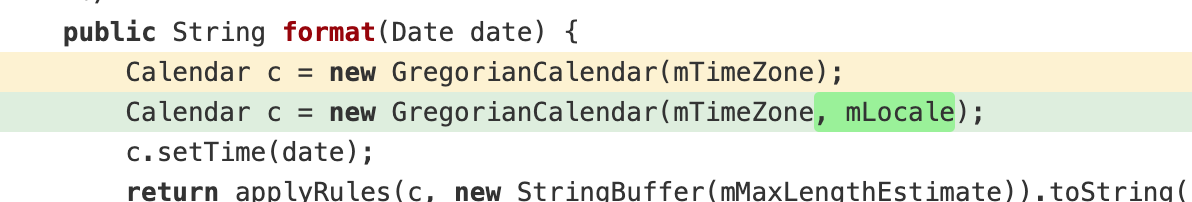 public String format(Date date) {
Calendar c = new GregorianCalendar(mTimeZone);
Calendar c = new GregorianCalendar(mTimeZone, mLocale);
c.setTime(date);
return applyRules(c, new StringBuffer(mMaxLengthEstimate)).toString(